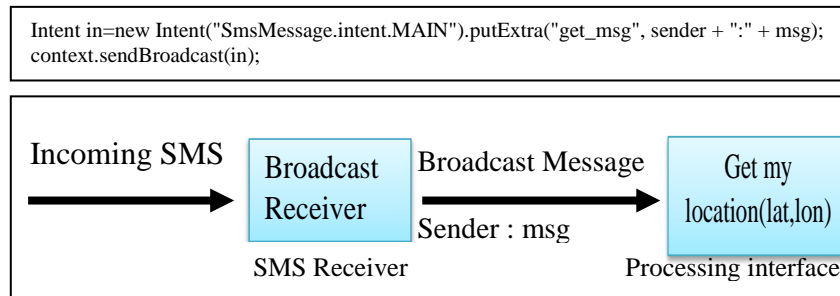 Intent in=new Intent("SmsMessage.intent.MAIN").putExtra("get_msg", sender + ":" + msg);
context.sendBroadcast(in);
Incoming SMS
Broadcast
Receiver
SMS Receiver
Broadcast Message
Sender : msg
Get my
location(lat,lon)
Processing interface